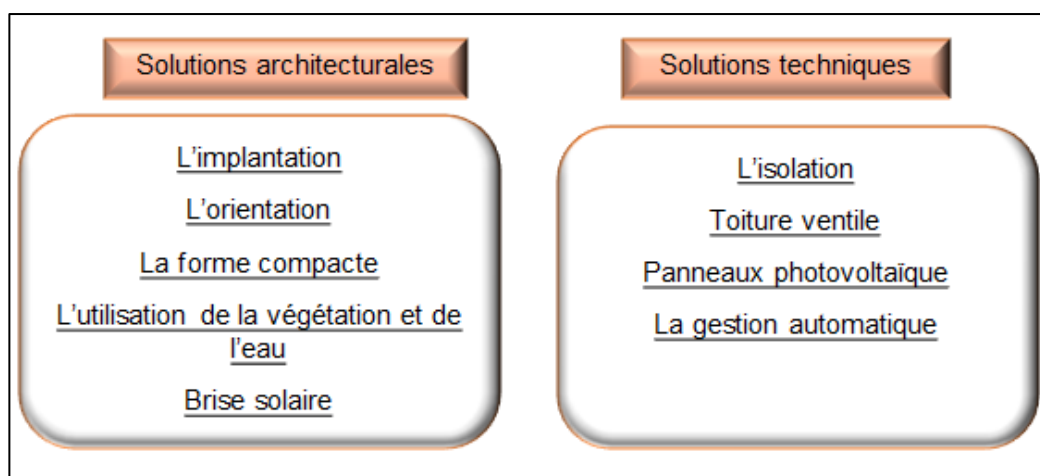 Solutions architecturales
L'implantation
L'orientation
La forme compacte
L'utilisation de la végétation et de
l'eau
Brise solaire
Solutions techniques
L'isolation
Toiture ventile
Panneaux photovoltaïque
La gestion automatique